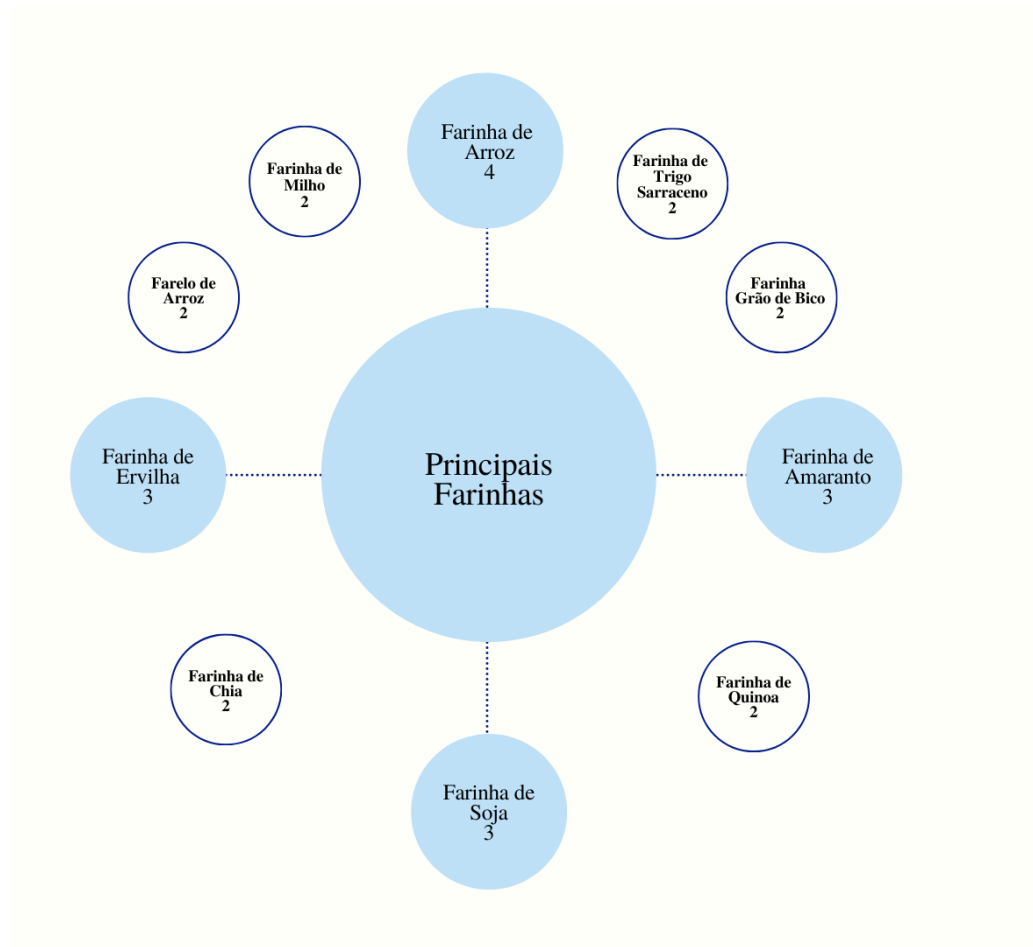 Farinha de
Arroz
4
Farinha de
Milho
2
Farinha de
Trigo
Sarraceno
2
Farelo de
Arroz
2
Farinha
Grão de Bico
2
Farinha de
Ervilha
3
Principais
Farinhas
Farinha de
Amaranto
3
Farinha de
Chia
2
Farinha de
Quinoa
2
Farinha de
Soja
3